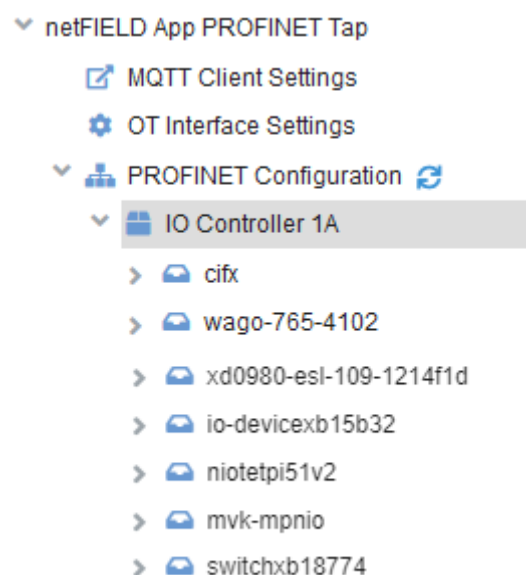 netFIELD App PROFINET Tap
MQTT Client Settings
OT Interface Settings
PROFINET Configuration
IO Controller 1A
cifx
wago-765-4102
xd0980-esl-109-1214f1d
io-devicexb15b32
niotetpi51v2
mvk-mpnio
switchxb18774